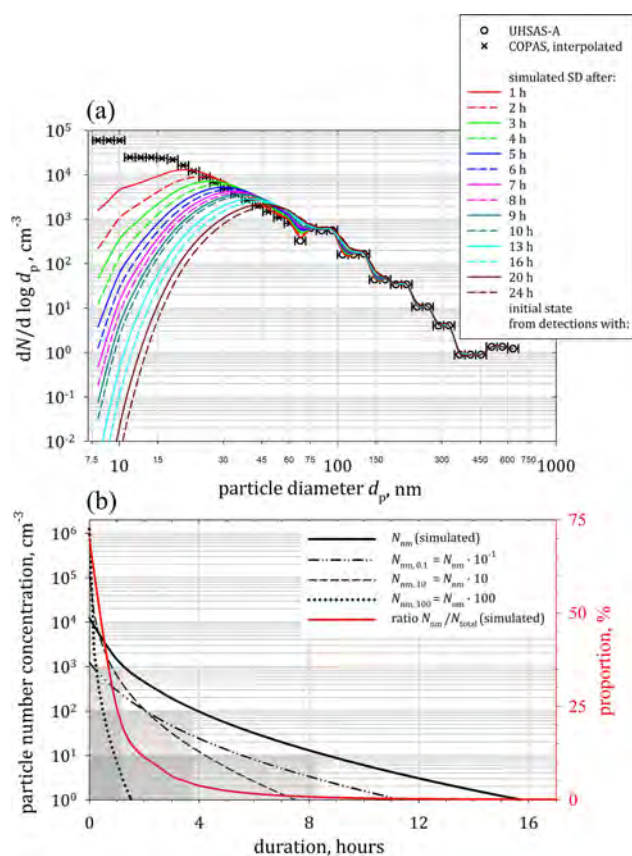 UHSAS-A
COPAS, interpolated
simulated SD after:
1 h
2 h
3 h
4 h
5 h
6 h
7 h
8 h
9 h
10 h
13 h
16 h
20 h
24 h
initial state
from detections with:
(a)
10⁵
10⁴
10³
10²
10¹
10⁰
10⁻¹
10⁻²
dN/d log dₚ, cm⁻³
7.5 10 15 30 45 60 75 100 150 300 450 600 750 1000
particle diameter dₚ, nm
(b)
10⁶
10⁵
10⁴
10³
10²
10¹
10⁰
particle number concentration, cm⁻³
Nₙₘ (simulated)
Nₙₘ,₀.₁ = Nₙₘ · 10⁻¹
Nₙₘ,₁₀ = Nₙₘ · 10
Nₙₘ,₁₀₀ = Nₙₘ · 100
ratio Nₙₘ/Nₜₒₜₐₗ (simulated)
75
50
25
0
proportion, %
0 4 8 12 16
duration, hours